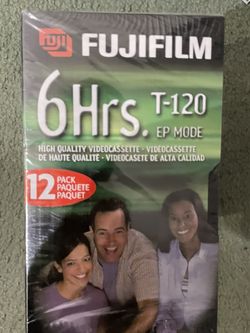 FUJI
FUJIFILM
6Hrs. T-120
EP MODE
HIGH QUALITY VIDEOCASSETTE · VIDEOCASSETTE
DE HAUTE QUALITÉ · VIDEOCASETE DE ALTA CALIDAD
12 PACK
PAQUETE
PAQUET